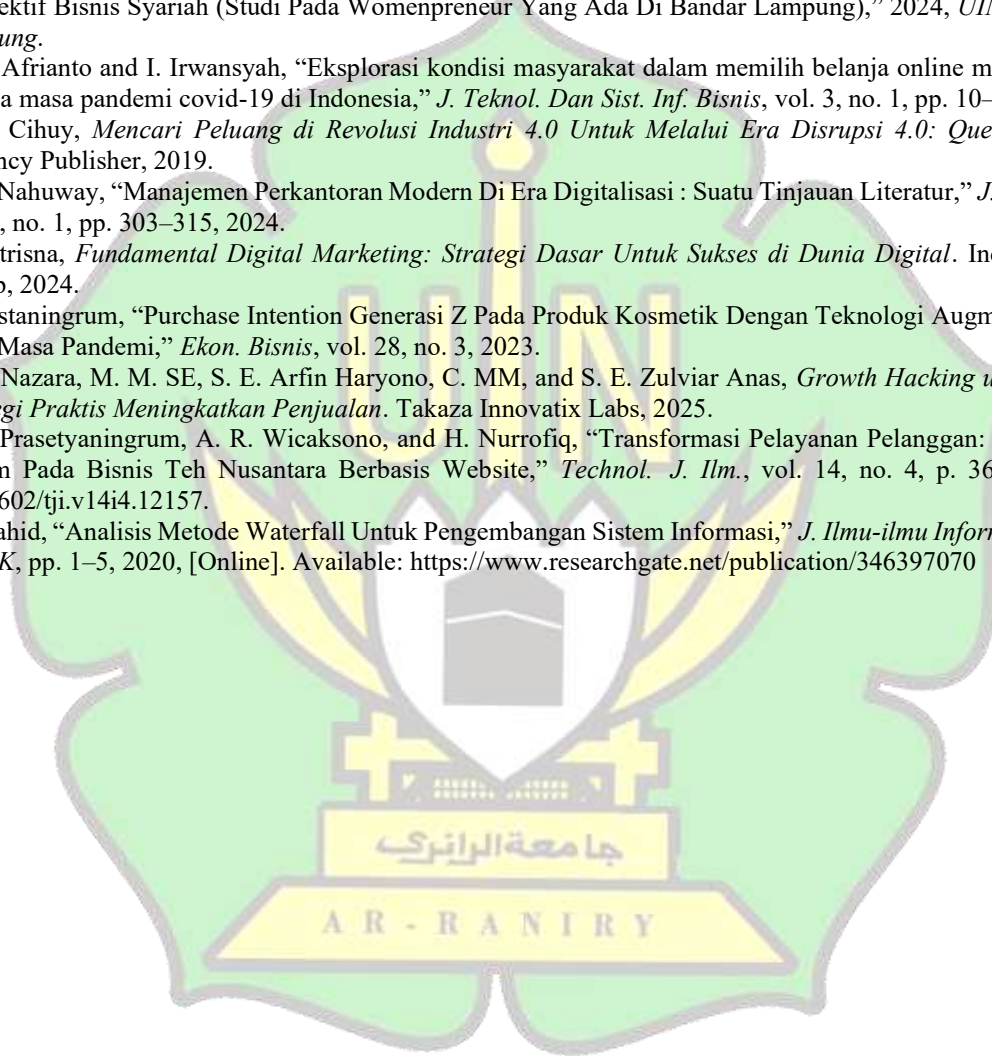 ektif Bisnis Syariah (Studi Pada Womenpreneur Yang Ada Di Bandar Lampung),” 2024, UIN
ung.
Afrianto and I. Irwansyah, “Eksplorasi kondisi masyarakat dalam memilih belanja online m
a masa pandemi covid-19 di Indonesia,” J. Teknol. Dan Sist. Inf. Bisnis, vol. 3, no. 1, pp. 10–
Cihuy, Mencari Peluang di Revolusi Industri 4.0 Untuk Melalui Era Disrupsi 4.0: Que
ncy Publisher, 2019.
Nahuway, “Manajemen Perkantoran Modern Di Era Digitalisasi : Suatu Tinjauan Literatur,” J.
, no. 1, pp. 303–315, 2024.
trisna, Fundamental Digital Marketing: Strategi Dasar Untuk Sukses di Dunia Digital. Ind
o, 2024.
staningrum, “Purchase Intention Generasi Z Pada Produk Kosmetik Dengan Teknologi Augm
Masa Pandemi,” Ekon. Bisnis, vol. 28, no. 3, 2023.
Nazara, M. M. SE, S. E. Arfin Haryono, C. MM, and S. E. Zulviar Anas, Growth Hacking u
egi Praktis Meningkatkan Penjualan. Takaza Innovatix Labs, 2025.
Prasetyaningrum, A. R. Wicaksono, and H. Nurrofiq, “Transformasi Pelayanan Pelanggan:
m Pada Bisnis Teh Nusantara Berbasis Website,” Technol. J. Ilm., vol. 14, no. 4, p. 36
602/tji.v14i4.12157.
ahid, “Analisis Metode Waterfall Untuk Pengembangan Sistem Informasi,” J. Ilmu-ilmu Inform
K, pp. 1–5, 2020, [Online]. Available: https://www.researchgate.net/publication/346397070
UIN
جامعة الرانري
AR-RANIRY